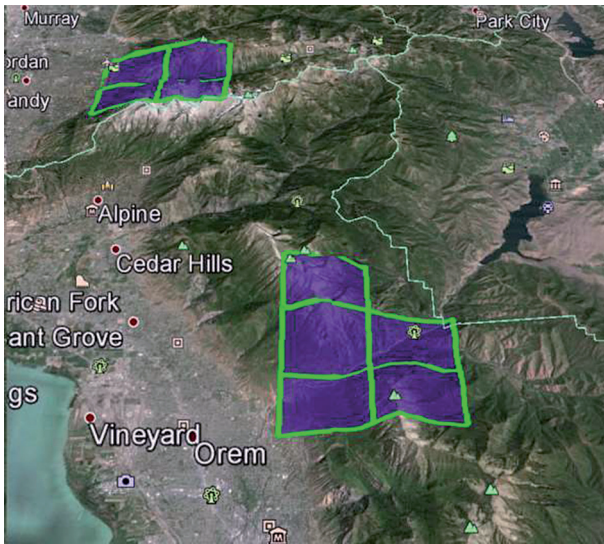 Murray
Park City
ordan
andy
Alpine
Cedar Hills
rican Fork
ant Grove
gs
Vineyard
Orem